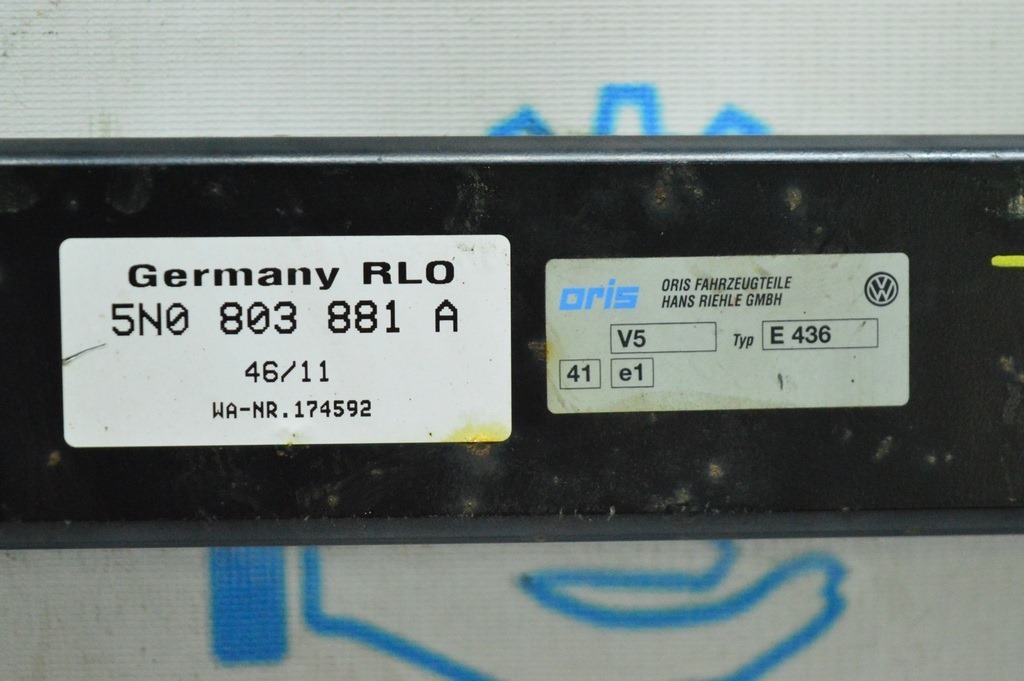 Germany RLO
5N0 803 881 A
46/11
WA-NR.174592
oris
ORIS FAHRZEUGTEILE
HANS RIEHLE GMBH
V5 Typ E 436
41 e1